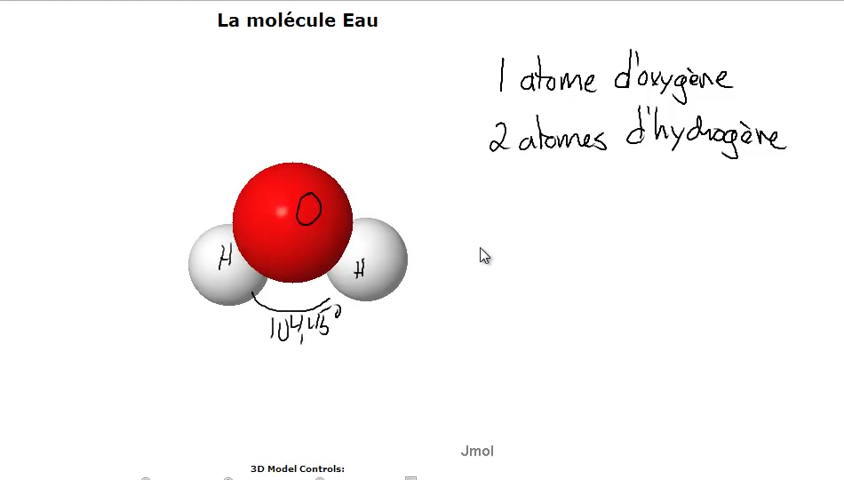 La molécule Eau
1 atome d'oxygène
2 atomes d'hydrogène
O
H
H
104,45°
Jmol
3D Model Controls: